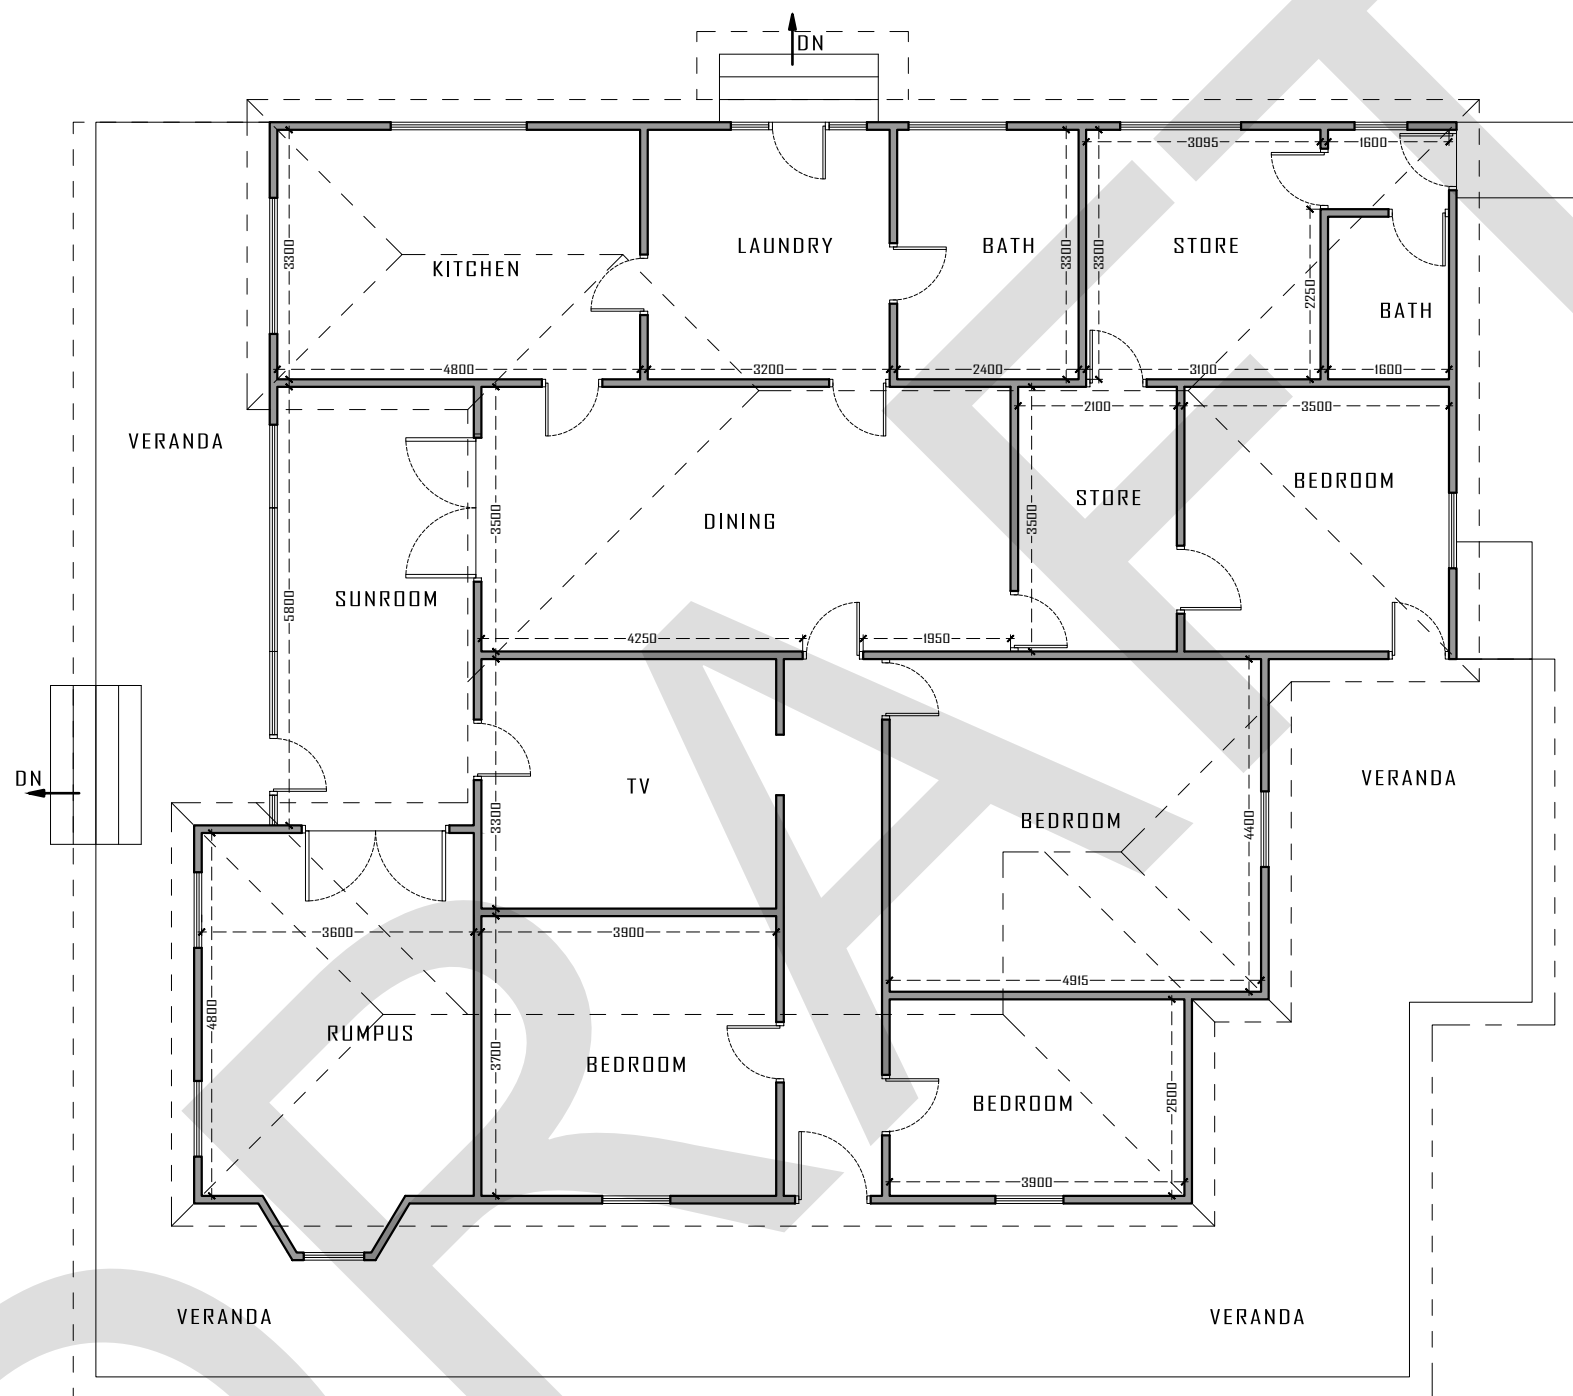 DN
3095
1600
3300
KITCHEN
LAUNDRY
BATH
3300
3300
STORE
2250
BATH
4800
3200
2400
3100
1600
VERANDA
2100
3500
BEDROOM
STORE
3500
DINING
3500
5800
SUNROOM
4250
1950
DN
TV
VERANDA
3300
BEDROOM
4400
3600
3900
4915
4800
RUMPUS
3700
BEDROOM
BEDROOM
2600
3900
VERANDA
VERANDA
DRAFT